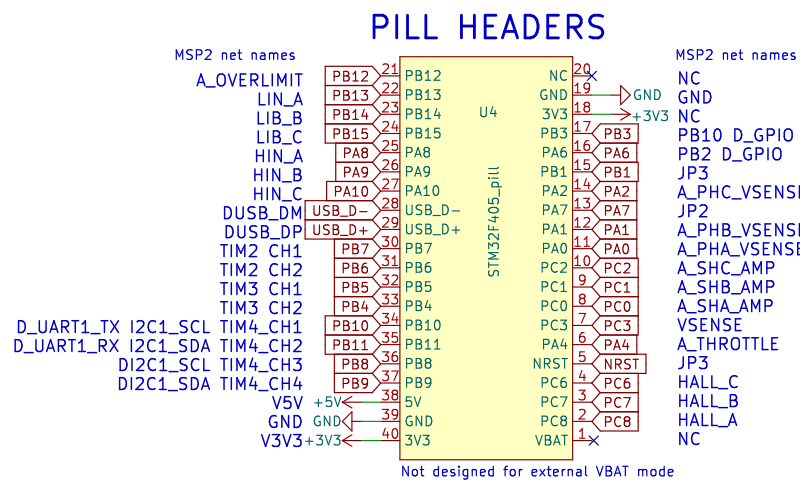 PILL HEADERS
MSP2 net names
MSP2 net names
U4
STM32F405_pill
A_OVERLIMIT PB12 21 PB12 NC 20 NC
LIN_A PB13 22 PB13 GND 19 GND GND
LIB_B PB14 23 PB14 3V3 18 +3V3 NC
LIB_C PB15 24 PB15 PB3 17 PB3 PB10 D_GPIO
HIN_A PA8 25 PA8 PA6 16 PA6 PB2 D_GPIO
HIN_B PA9 26 PA9 PB1 15 PB1 JP3
HIN_C PA10 27 PA10 PA2 14 PA2 A_PHC_VSENSE
DUSB_DM USB_D- 28 USB_D- PA7 13 PA7 JP2
DUSB_DP USB_D+ 29 USB_D+ PA1 12 PA1 A_PHB_VSENSE
TIM2 CH1 PB7 30 PB7 PA0 11 PA0 A_PHA_VSENSE
TIM2 CH2 PB6 31 PB6 PC2 10 PC2 A_SHC_AMP
TIM3 CH1 PB5 32 PB5 PC1 9 PC1 A_SHB_AMP
TIM3 CH2 PB4 33 PB4 PC0 8 PC0 A_SHA_AMP
D_UART1_TX I2C1_SCL TIM4_CH1 PB10 34 PB10 PC3 7 PC3 VSENSE
D_UART1_RX I2C1_SDA TIM4_CH2 PB11 35 PB11 PA4 6 PA4 A_THROTTLE
DI2C1_SCL TIM4_CH3 PB8 36 PB8 NRST 5 NRST JP3
DI2C1_SDA TIM4_CH4 PB9 37 PB9 PC6 4 PC6 HALL_C
V5V +5V 38 5V PC7 3 PC7 HALL_B
GND GND 39 GND PC8 2 PC8 HALL_A
V3V3 +3V3 40 3V3 VBAT 1 NC
Not designed for external VBAT mode